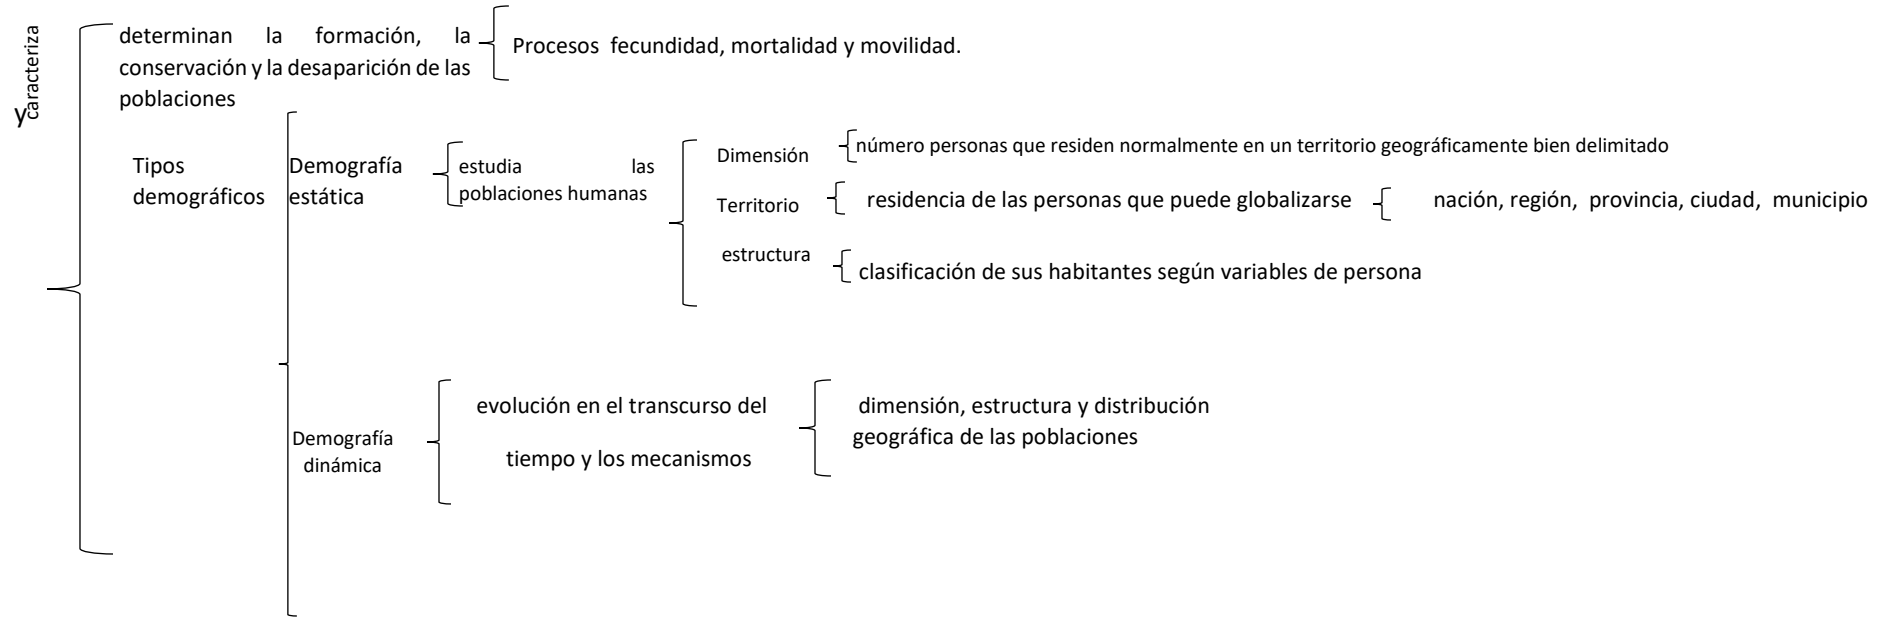 y
caracteriza
determinan la formación, la
conservación y la desaparición de las
poblaciones
Procesos fecundidad, mortalidad y movilidad.
Tipos
demográficos
Demografía
estática
estudia las
poblaciones humanas
Dimensión
número personas que residen normalmente en un territorio geográficamente bien delimitado
Territorio
residencia de las personas que puede globalizarse
nación, región, provincia, ciudad, municipio
estructura
clasificación de sus habitantes según variables de persona
Demografía
dinámica
evolución en el transcurso del
tiempo y los mecanismos
dimensión, estructura y distribución
geográfica de las poblaciones